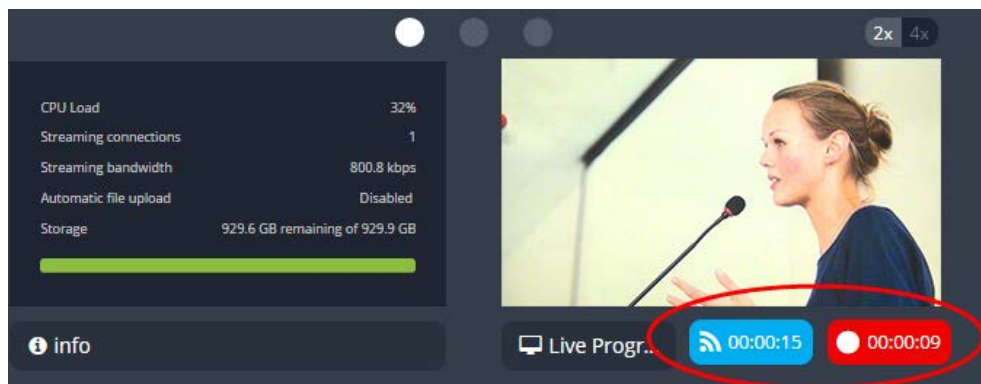 2x 4x
CPU Load 32%
Streaming connections 1
Streaming bandwidth 800.8 kbps
Automatic file upload Disabled
Storage 929.6 GB remaining of 929.9 GB
info
Live Progr...
00:00:15
00:00:09